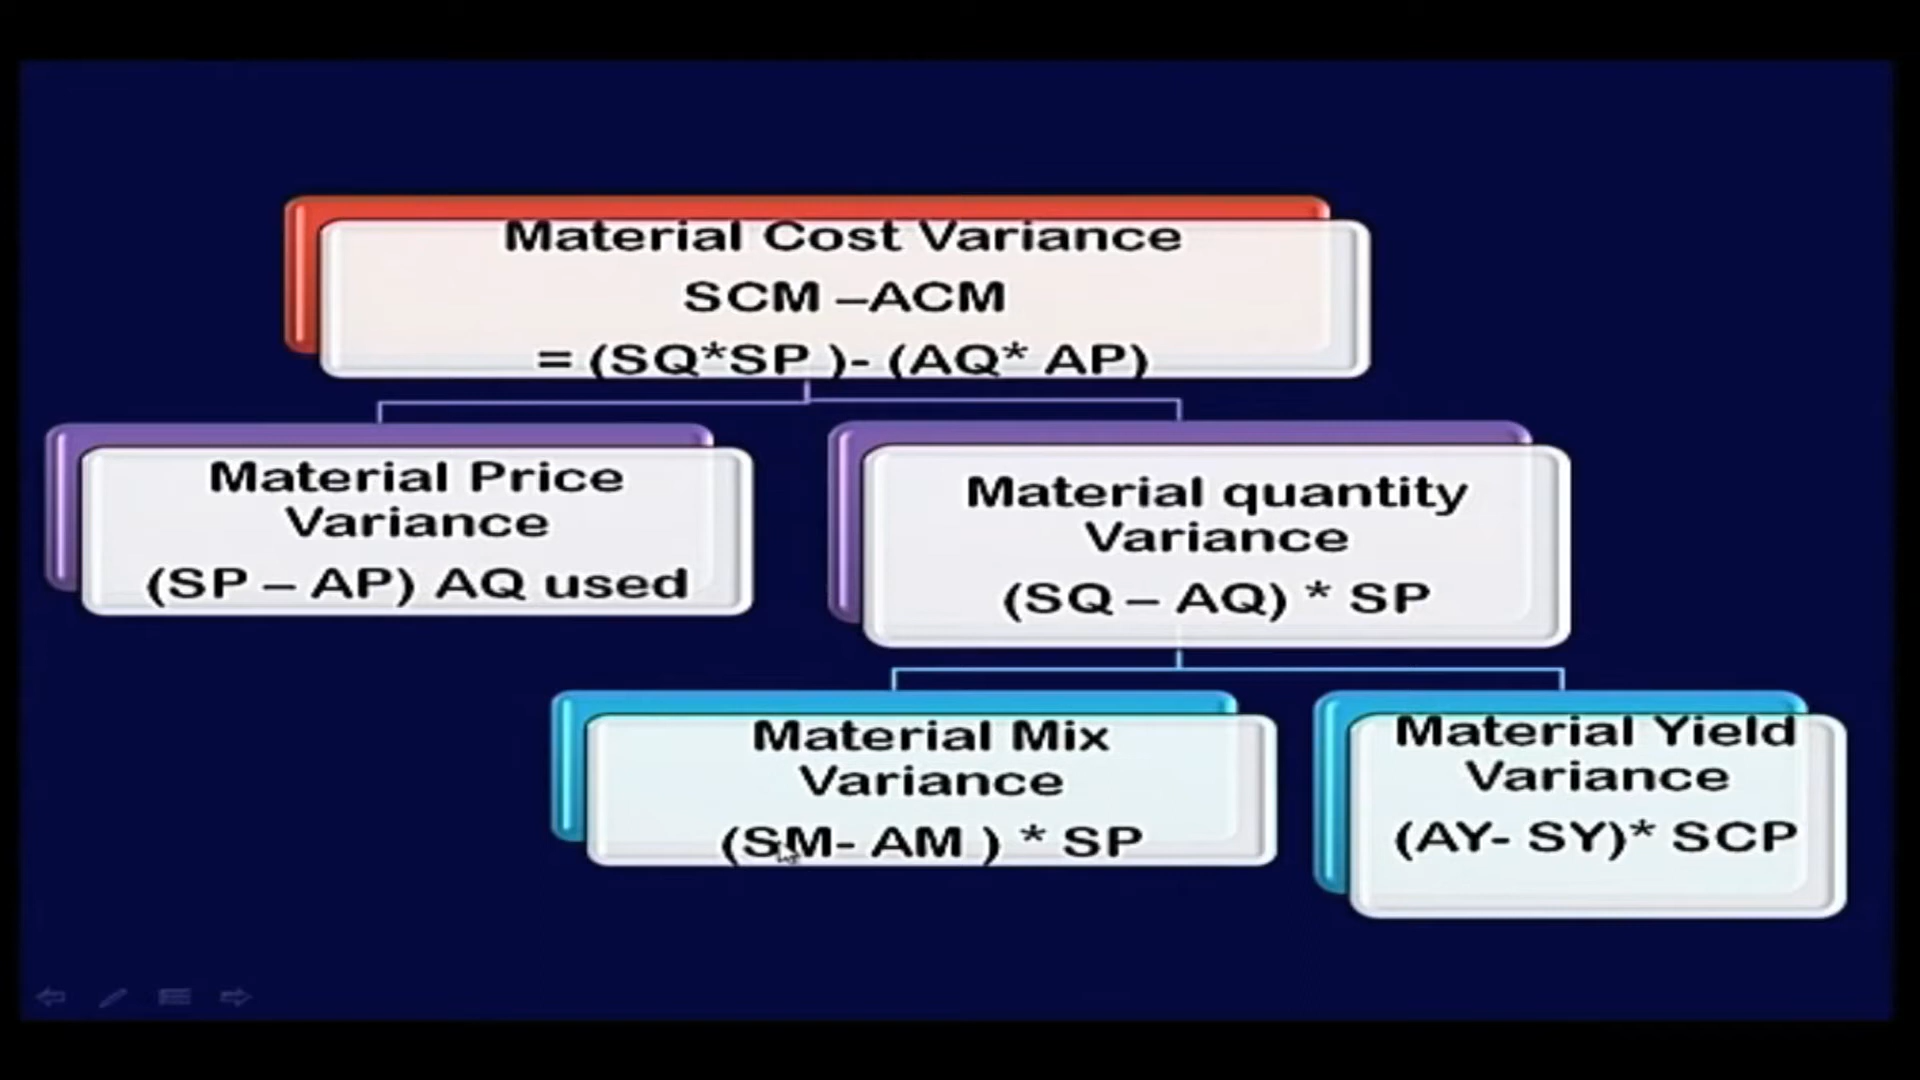 Material Cost Variance
SCM –ACM
= (SQ*SP )- (AQ* AP)
Material Price
Variance
(SP – AP) AQ used
Material quantity
Variance
(SQ – AQ) * SP
Material Mix
Variance
(SM- AM ) * SP
Material Yield
Variance
(AY- SY)* SCP